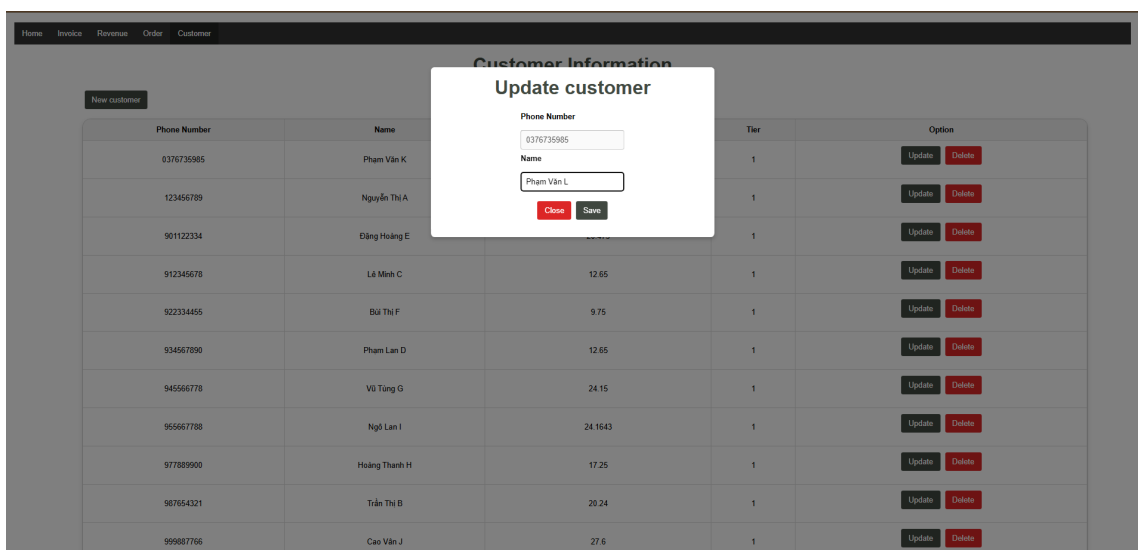 Home Invoice Revenue Order Customer
Customer Information
Update customer
New customer
Phone Number
0376735985
Name
Phạm Văn L
Close Save
Phone Number Name Tier Option
0376735985 Phạm Văn K 1 Update Delete
123456789 Nguyễn Thị A 1 Update Delete
901122334 Đặng Hoàng E 1 Update Delete
912345678 Lê Minh C 12.65 1 Update Delete
922334455 Bùi Thị F 9.75 1 Update Delete
934567890 Phạm Lan D 12.65 1 Update Delete
945566778 Vũ Tùng G 24.15 1 Update Delete
955667788 Ngô Lan I 24.1643 1 Update Delete
977889900 Hoàng Thanh H 17.25 1 Update Delete
987654321 Trần Thị B 20.24 1 Update Delete
999887766 Cao Văn J 27.6 1 Update Delete